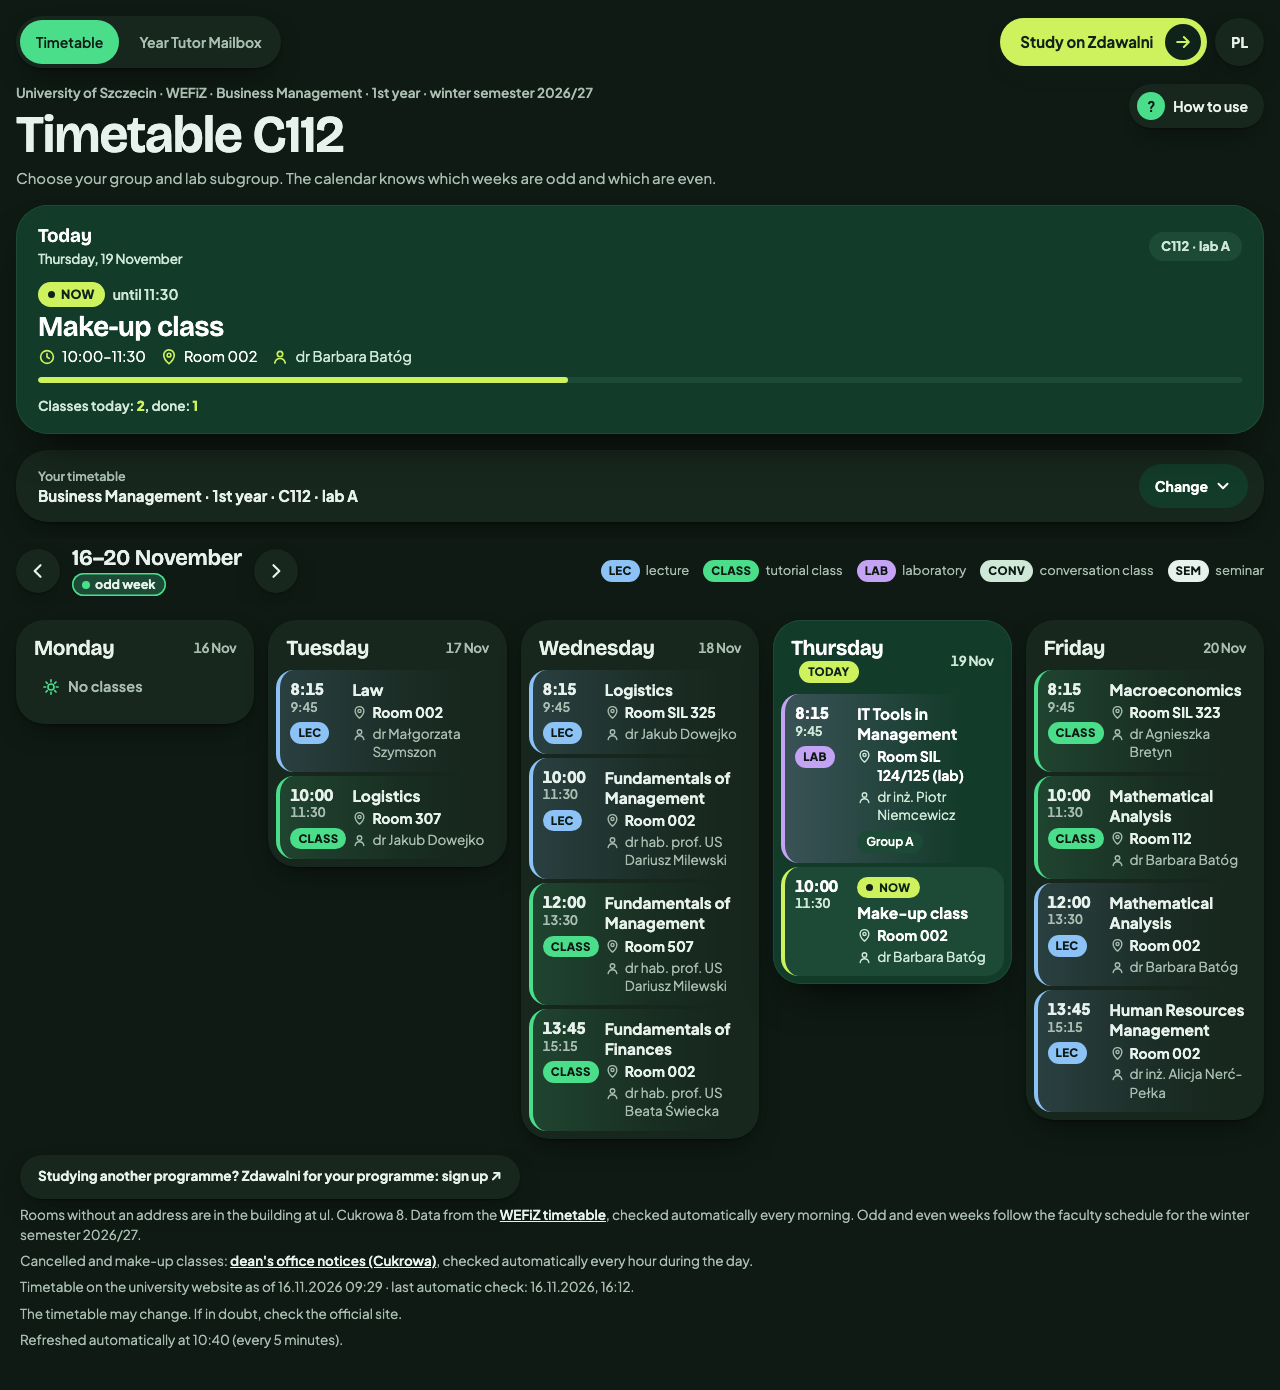 Timetable
Year Tutor Mailbox
Study on Zdawalni
PL
University of Szczecin · WEFiZ · Business Management · 1st year · winter semester 2026/27
Timetable C112
? How to use
Choose your group and lab subgroup. The calendar knows which weeks are odd and which are even.
Today
Thursday, 19 November
C112 · lab A
NOW until 11:30
Make-up class
10:00–11:30 Room 002 dr Barbara Batóg
Classes today: 2, done: 1
Your timetable
Business Management · 1st year · C112 · lab A
Change
16–20 November
odd week
LEC lecture CLASS tutorial class LAB laboratory CONV conversation class SEM seminar
Monday 16 Nov
No classes
Tuesday 17 Nov
8:15 Law
9:45 Room 002
LEC dr Małgorzata
Szymszon
10:00 Logistics
11:30 Room 307
CLASS dr Jakub Dowejko
Wednesday 18 Nov
8:15 Logistics
9:45 Room SIL 325
LEC dr Jakub Dowejko
10:00 Fundamentals of
11:30 Management
LEC Room 002
dr hab. prof. US
Dariusz Milewski
12:00 Fundamentals of
13:30 Management
CLASS Room 507
dr hab. prof. US
Dariusz Milewski
13:45 Fundamentals of
15:15 Finances
CLASS Room 002
dr hab. prof. US
Beata Świecka
Thursday 19 Nov
TODAY
8:15 IT Tools in
9:45 Management
LAB Room SIL
124/125 (lab)
dr inż. Piotr
Niemcewicz
Group A
10:00 NOW
11:30
Make-up class
Room 002
dr Barbara Batóg
Friday 20 Nov
8:15 Macroeconomics
9:45 Room SIL 323
CLASS dr Agnieszka
Bretyn
10:00 Mathematical
11:30 Analysis
CLASS Room 112
dr Barbara Batóg
12:00 Mathematical
13:30 Analysis
LEC Room 002
dr Barbara Batóg
13:45 Human Resources
15:15 Management
LEC Room 002
dr inż. Alicja Nerć-
Pełka
Studying another programme? Zdawalni for your programme: sign up ↗
Rooms without an address are in the building at ul. Cukrowa 8. Data from the WEFiZ timetable, checked automatically every morning. Odd and even weeks follow the faculty schedule for the winter
semester 2026/27.
Cancelled and make-up classes: dean's office notices (Cukrowa), checked automatically every hour during the day.
Timetable on the university website as of 16.11.2026 09:29 · last automatic check: 16.11.2026, 16:12.
The timetable may change. If in doubt, check the official site.
Refreshed automatically at 10:40 (every 5 minutes).